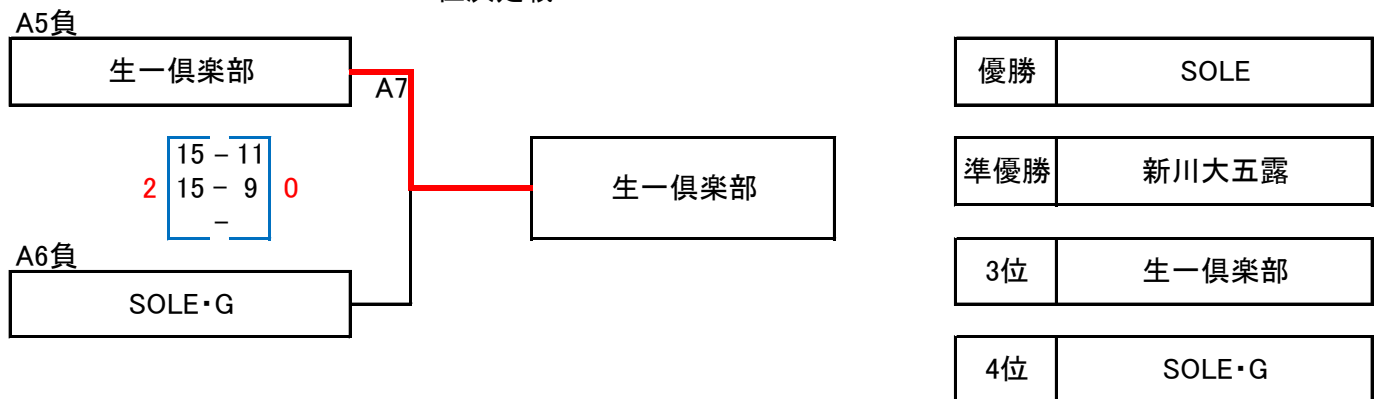 A5負
生一倶楽部
A7
15 - 11
2 15 - 9 0
-
生一倶楽部
A6負
SOLE・G
優勝 SOLE
準優勝 新川大五露
3位 生一倶楽部
4位 SOLE・G